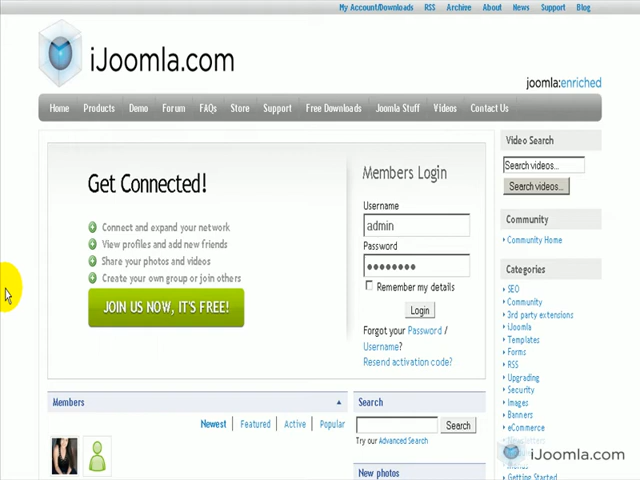 My Account/Downloads RSS Archive About News Support Blog
iJoomla.com
joomla:enriched
Home Products Demo Forum FAQs Store Support Free Downloads Joomla Stuff Videos Contact Us
Get Connected!
Connect and expand your network
View profiles and add new friends
Share your photos and videos
Create your own group or join others
JOIN US NOW, IT'S FREE!
Members Login
Username
admin
Password
Remember my details
Login
Forgot your Password /
Username?
Resend activation code?
Video Search
Search videos...
Search videos...
Community
Community Home
Categories
SEO
Community
3rd party extensions
iJoomla
Templates
Forms
RSS
Upgrading
Security
Images
Banners
eCommerce
Newsletters
Menus
Getting Started
Members
Newest Featured Active Popular
Search
Search
Try our Advanced Search
New photos
iJoomla.com